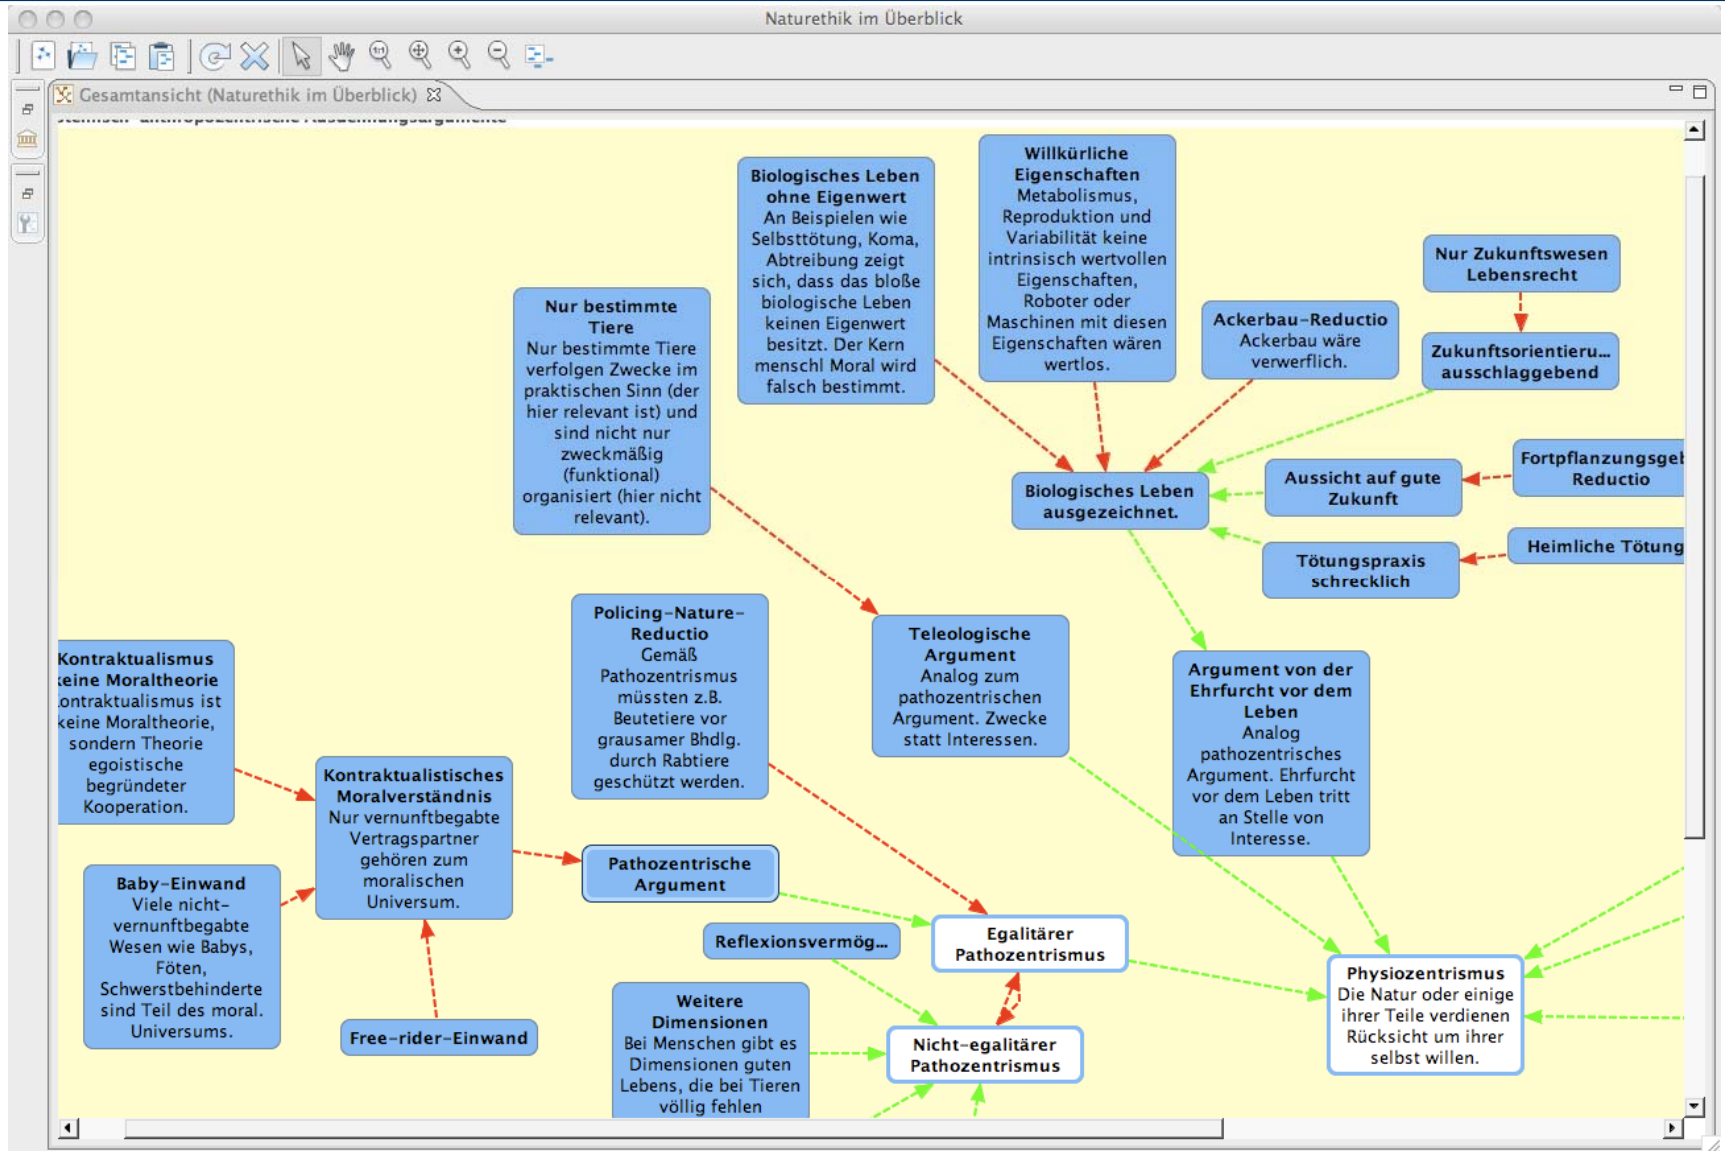 Naturethik im Überblick
Gesamtansicht (Naturethik im Überblick)
anthropozentrische Ausdehnungsargumente
Willkürliche
Eigenschaften
Metabolismus,
Reproduktion und
Variabilität keine
intrinsisch wertvollen
Eigenschaften,
Roboter oder
Maschinen mit diesen
Eigenschaften wären
wertlos.
Biologisches Leben
ohne Eigenwert
An Beispielen wie
Selbsttötung, Koma,
Abtreibung zeigt
sich, dass das bloße
biologische Leben
keinen Eigenwert
besitzt. Der Kern
menschl Moral wird
falsch bestimmt.
Nur Zukunftswesen
Lebensrecht
Nur bestimmte
Tiere
Nur bestimmte Tiere
verfolgen Zwecke im
praktischen Sinn (der
hier relevant ist) und
sind nicht nur
zweckmäßig
(funktional)
organisiert (hier nicht
relevant).
Ackerbau-Reductio
Ackerbau wäre
verwerflich.
Zukunftsorientieru...
ausschlaggebend
Fortpflanzungsgeb
Reductio
Aussicht auf gute
Zukunft
Biologisches Leben
ausgezeichnet.
Heimliche Tötung
Tötungspraxis
schrecklich
Policing-Nature-
Reductio
Gemäß
Pathozentrismus
müssten z.B.
Beutetiere vor
grausamer Bhdlg.
durch Rabtiere
geschützt werden.
Teleologische
Argument
Analog zum
pathozentrischen
Argument. Zwecke
statt Interessen.
Argument von der
Ehrfurcht vor dem
Leben
Analog
pathozentrisches
Argument. Ehrfurcht
vor dem Leben tritt
an Stelle von
Interesse.
Kontraktualismus
keine Moraltheorie
ontraktualismus ist
keine Moraltheorie,
sondern Theorie
egoistische
begründeter
Kooperation.
Kontraktualistisches
Moralverständnis
Nur vernunftbegabte
Vertragspartner
gehören zum
moralischen
Universum.
Pathozentrische
Argument
Baby-Einwand
Viele nicht-
vernunftbegabte
Wesen wie Babys,
Föten,
Schwerstbehinderte
sind Teil des moral.
Universums.
Free-rider-Einwand
Reflexionsvermög...
Egalitärer
Pathozentrismus
Physiozentrismus
Die Natur oder einige
ihrer Teile verdienen
Rücksicht um ihrer
selbst willen.
Weitere
Dimensionen
Bei Menschen gibt es
Dimensionen guten
Lebens, die bei Tieren
völlig fehlen
Nicht-egalitärer
Pathozentrismus